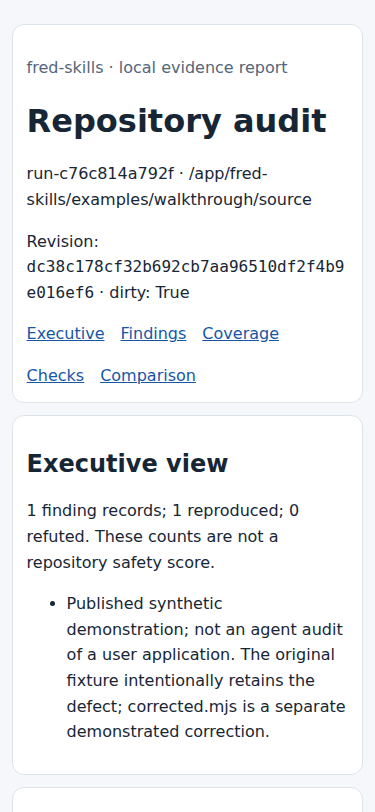 fred-skills · local evidence report
Repository audit
run-c76c814a792f · /app/fred-
skills/examples/walkthrough/source
Revision:
dc38c178cf32b692cb7aa96510df2f4b9
e016ef6 · dirty: True
Executive Findings Coverage
Checks Comparison
Executive view
1 finding records; 1 reproduced; 0
refuted. These counts are not a
repository safety score.
• Published synthetic
demonstration; not an agent audit
of a user application. The original
fixture intentionally retains the
defect; corrected.mjs is a separate
demonstrated correction.